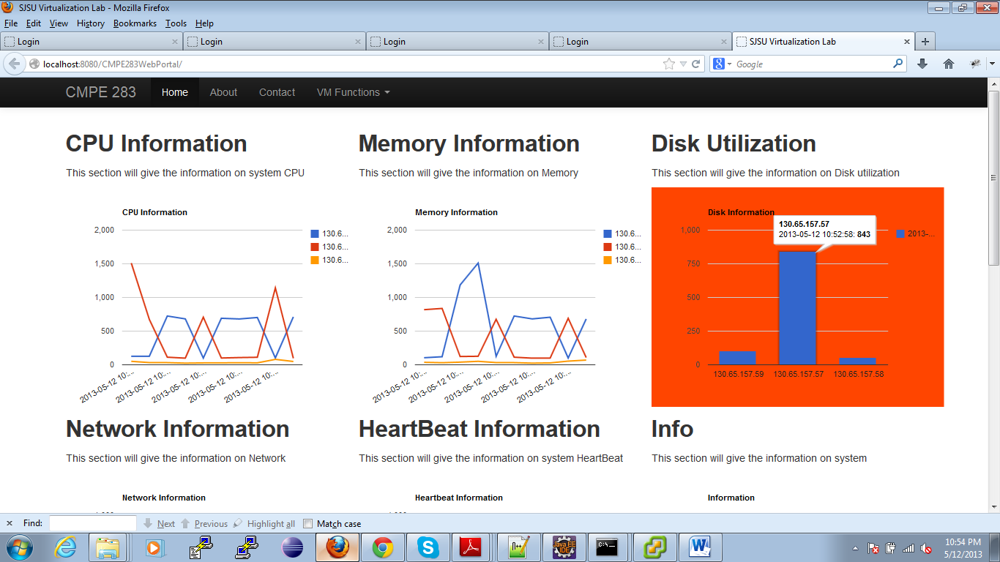 SJSU Virtualization Lab - Mozilla Firefox
File Edit View History Bookmarks Tools Help
Login
Login
Login
Login
SJSU Virtualization Lab
localhost:8080/CMPE283WebPortal/
Google
CMPE 283 Home About Contact VM Functions
CPU Information
This section will give the information on system CPU
CPU Information
2,000
1,500
1,000
500
0
130.6...
130.6...
130.6...
2013-05-12 10:...
2013-05-12 10:...
2013-05-12 10:...
2013-05-12 10:...
2013-05-12 10:...
Memory Information
This section will give the information on Memory
Memory Information
2,000
1,500
1,000
500
0
130.6...
130.6...
130.6...
2013-05-12 10:...
2013-05-12 10:...
2013-05-12 10:...
2013-05-12 10:...
2013-05-12 10:...
Disk Utilization
This section will give the information on Disk utilization
Disk Information
130.65.157.57
2013-05-12 10:52:58: 843
1,000
750
500
250
0
2013-...
130.65.157.59 130.65.157.57 130.65.157.58
Network Information
This section will give the information on Network
Network Information
HeartBeat Information
This section will give the information on system HeartBeat
Heartbeat Information
Info
This section will give the information on system
Information
Find: Next Previous Highlight all Match case
Java EE
IDE
C:\_
10:54 PM
5/12/2013